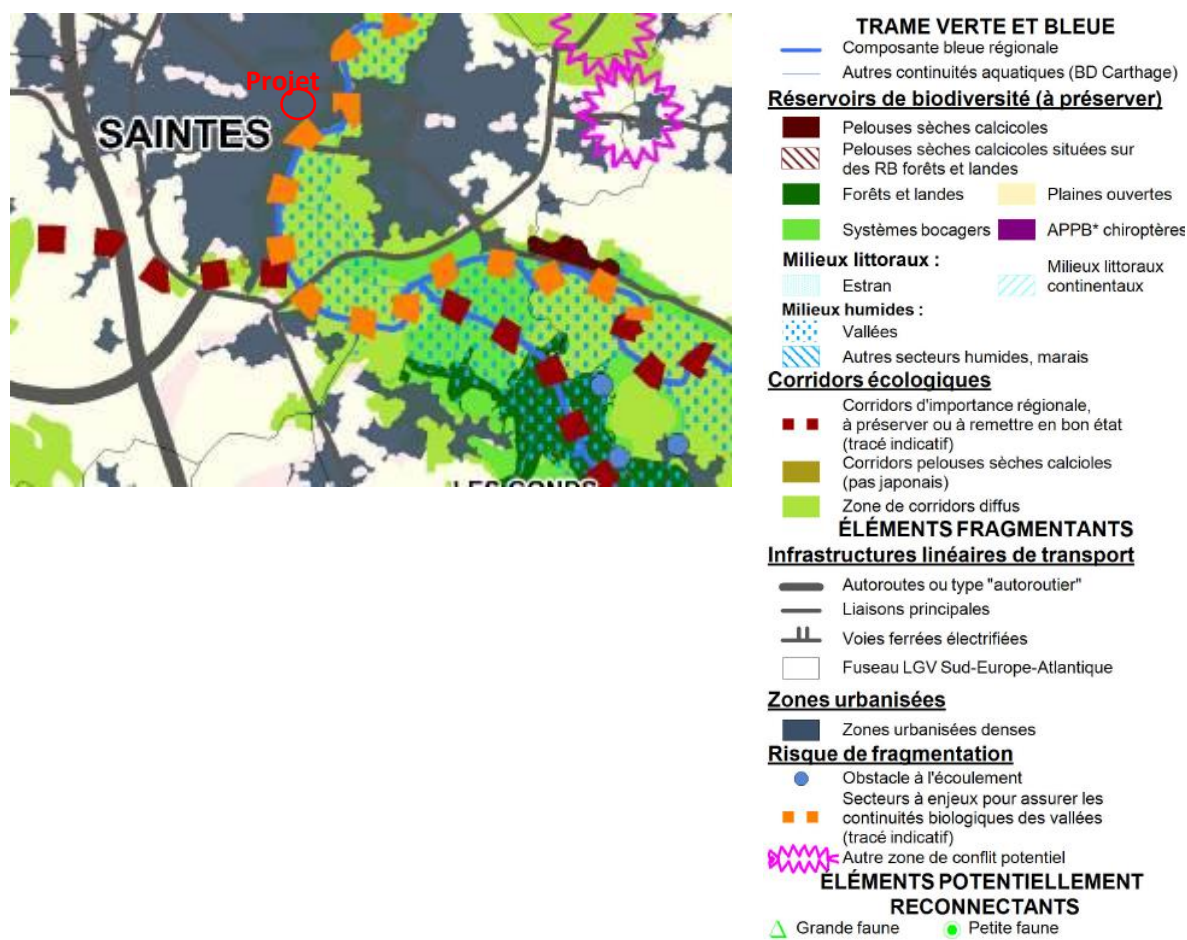 Projet
SAINTES
TRAME VERTE ET BLEUE
Composante bleue régionale
Autres continuités aquatiques (BD Carthage)
Réservoirs de biodiversité (à préserver)
Pelouses sèches calcicoles
Pelouses sèches calcicoles situées sur
des RB forêts et landes
Forêts et landes
Plaines ouvertes
Systèmes bocagers
APPB* chiroptères
Milieux littoraux :
Estran
Milieux littoraux
continentaux
Milieux humides :
Vallées
Autres secteurs humides, marais
Corridors écologiques
Corridors d'importance régionale,
à préserver ou à remettre en bon état
(tracé indicatif)
Corridors pelouses sèches calcioles
(pas japonais)
Zone de corridors diffus
ÉLÉMENTS FRAGMENTANTS
Infrastructures linéaires de transport
Autoroutes ou type "autoroutier"
Liaisons principales
Voies ferrées électrifiées
Fuseau LGV Sud-Europe-Atlantique
Zones urbanisées
Zones urbanisées denses
Risque de fragmentation
Obstacle à l'écoulement
Secteurs à enjeux pour assurer les
continuités biologiques des vallées
(tracé indicatif)
Autre zone de conflit potentiel
ÉLÉMENTS POTENTIELLEMENT
RECONNECTANTS
Grande faune
Petite faune